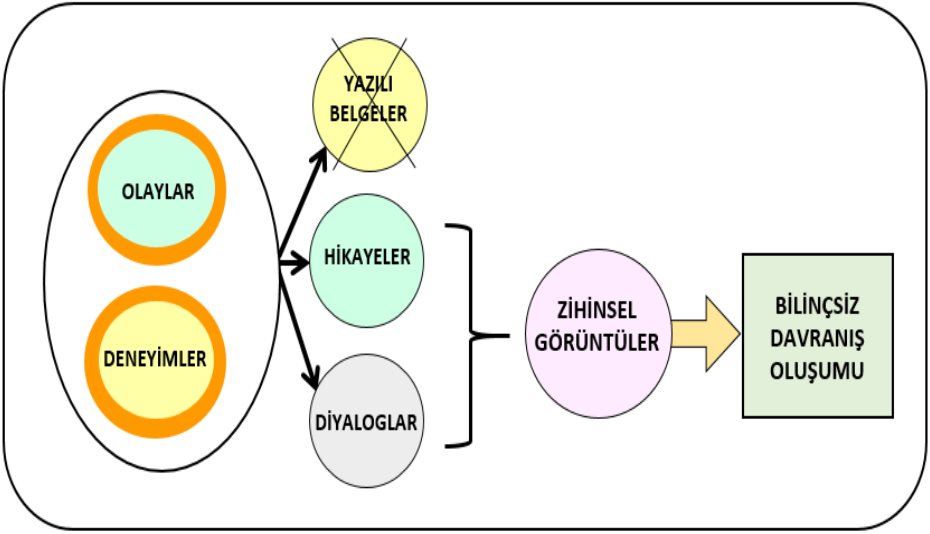 OLAYLAR
DENEYİMLER
YAZILI
BELGELER
HİKAYELER
DİYALOGLAR
ZİHİNSEL
GÖRÜNTÜLER
BİLİNÇSİZ
DAVRANIŞ
OLUŞUMU